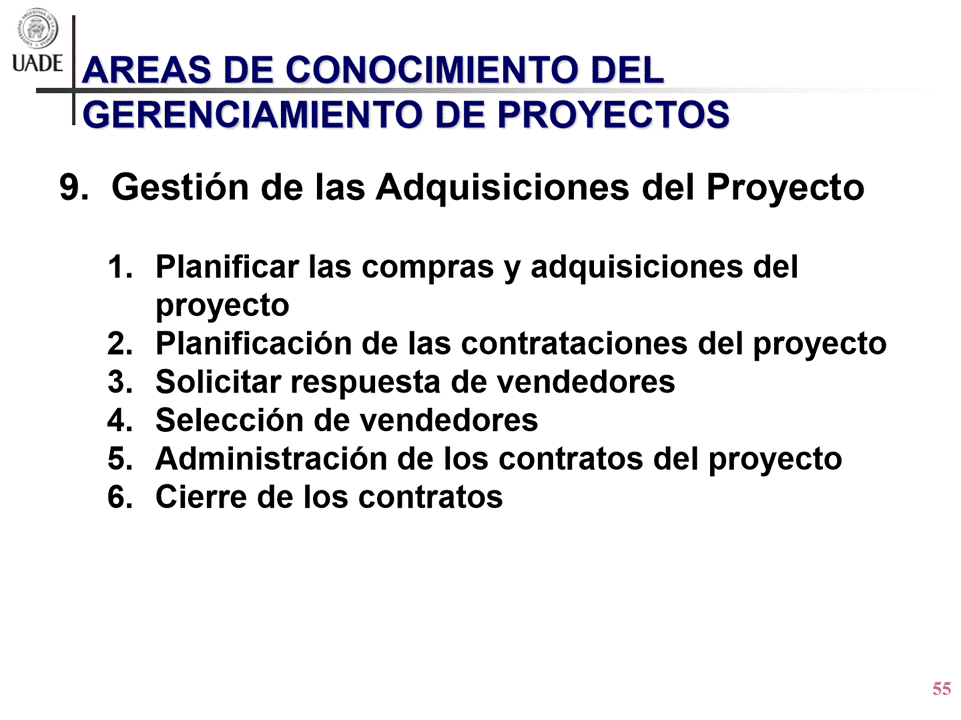 UADE
AREAS DE CONOCIMIENTO DEL
GERENCIAMIENTO DE PROYECTOS
9. Gestión de las Adquisiciones del Proyecto
1. Planificar las compras y adquisiciones del
proyecto
2. Planificación de las contrataciones del proyecto
3. Solicitar respuesta de vendedores
4. Selección de vendedores
5. Administración de los contratos del proyecto
6. Cierre de los contratos
55